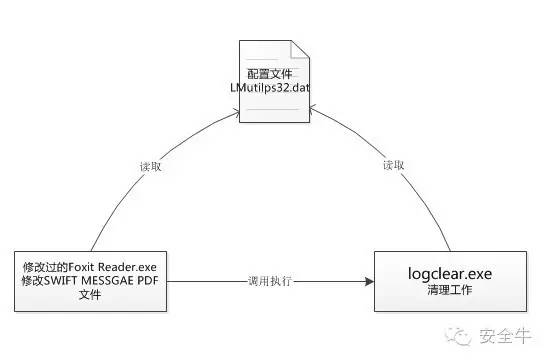 配置文件
LMutilps32.dat
读取
读取
修改过的Foxit Reader.exe
修改SWIFT MESSGAE PDF
文件
调用执行
logclear.exe
清理工作
安全牛